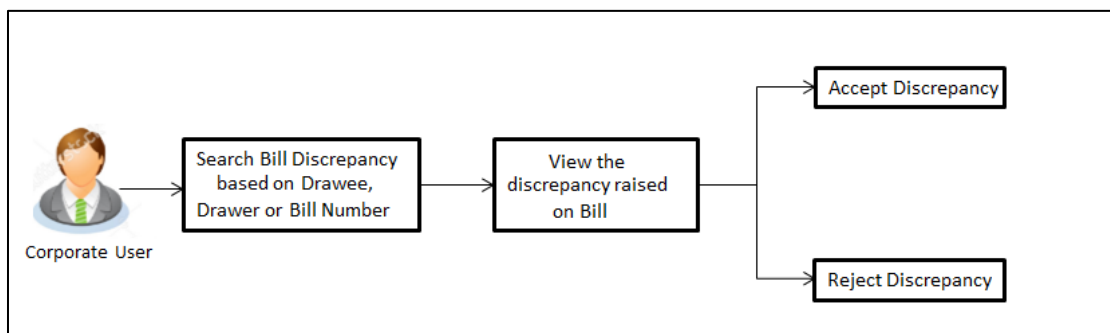 Accept Discrepancy
Search Bill Discrepancy
based on Drawee,
Drawer or Bill Number
View the
discrepancy raised
on Bill
Corporate User
Reject Discrepancy